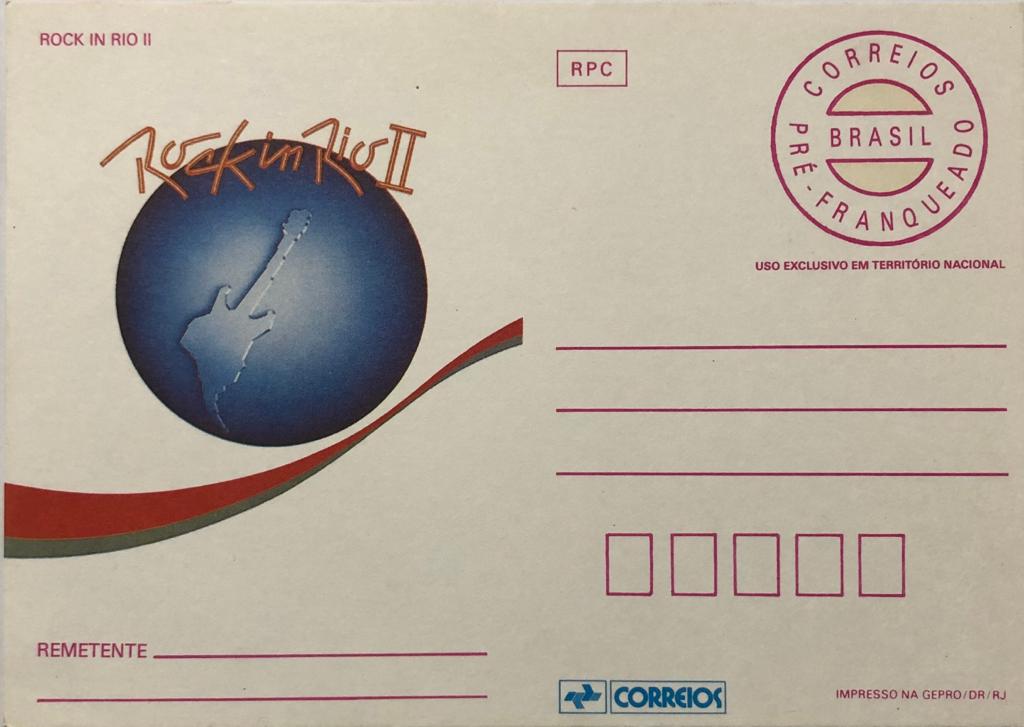 ROCK IN RIO II
Rock in Rio II
RPC
CORREIOS
BRASIL
PRÉ-FRANQUEADO
USO EXCLUSIVO EM TERRITÓRIO NACIONAL
REMETENTE
CORREIOS
IMPRESSO NA GEPRO/DR/RJ